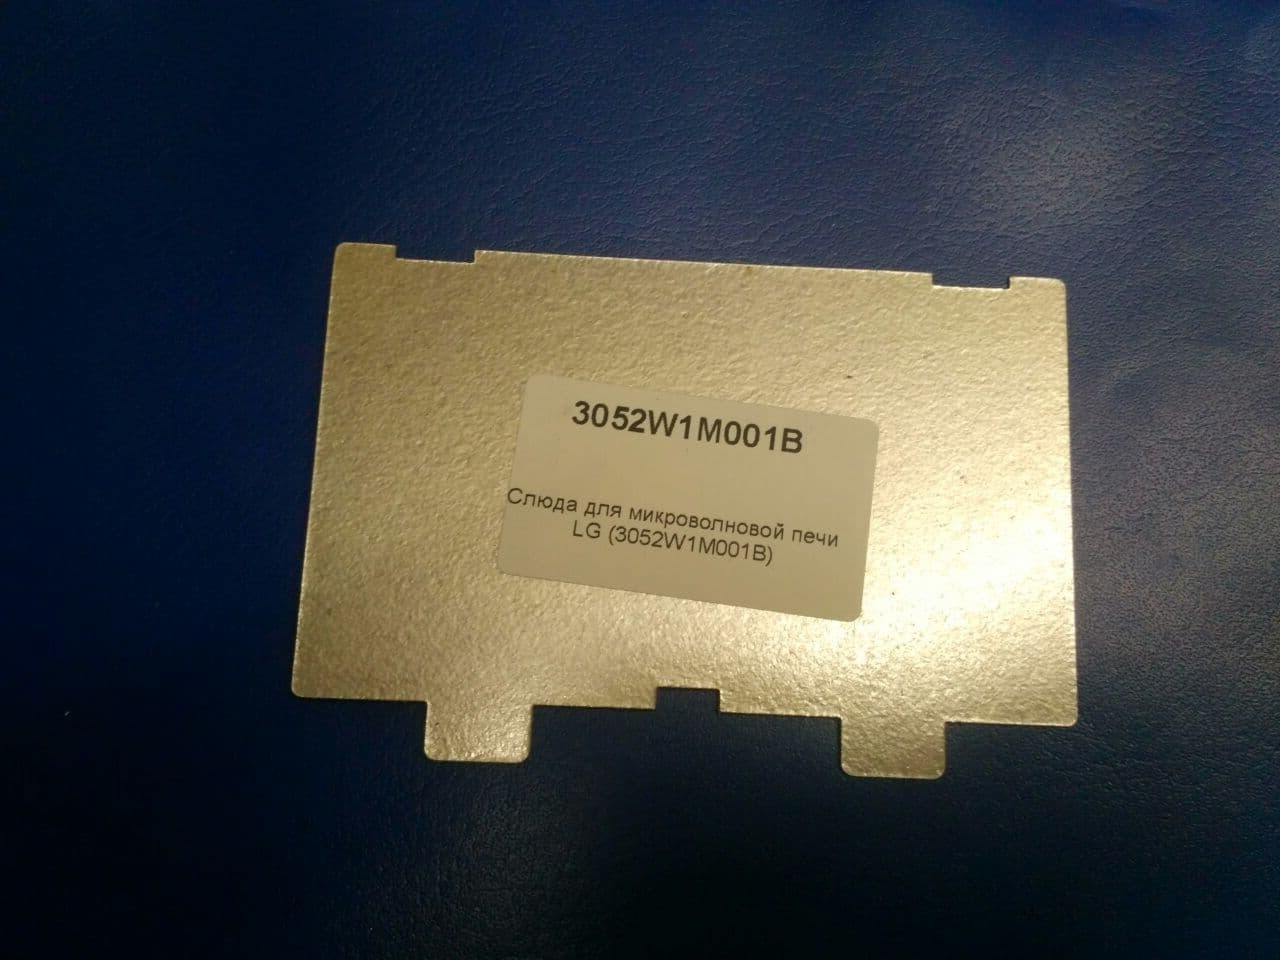 3052W1M001B
Слюда для микроволновой печи
LG (3052W1M001B)